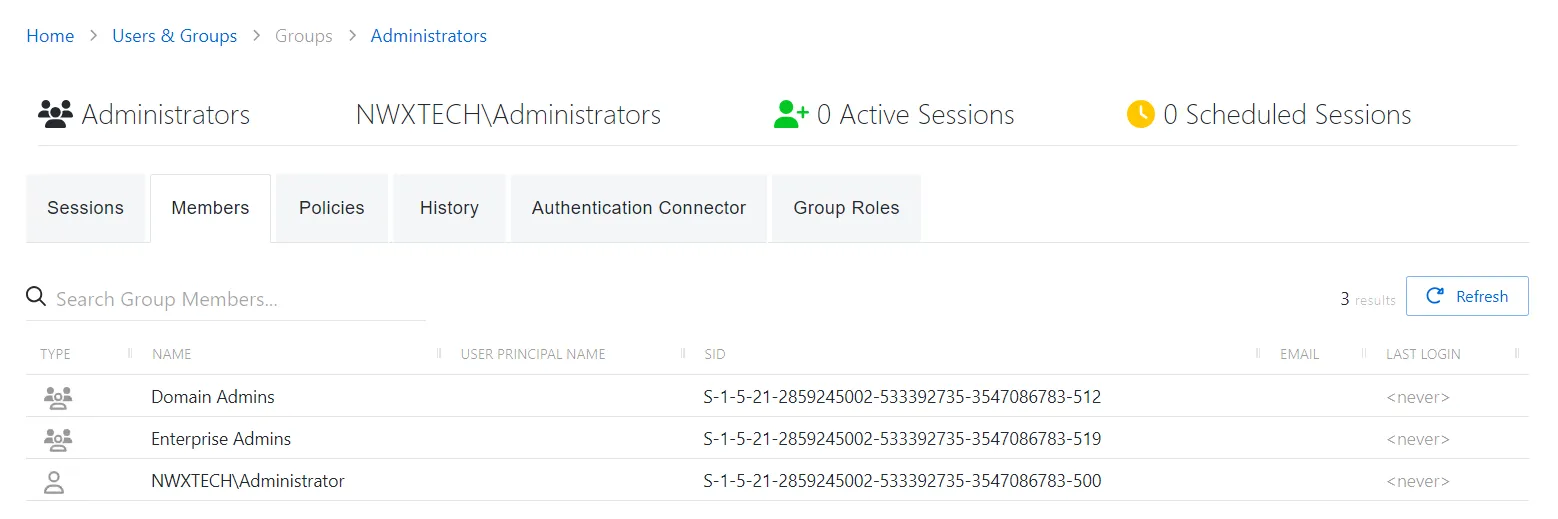 Home > Users & Groups > Groups > Administrators
Administrators NWXTECH\Administrators 0 Active Sessions 0 Scheduled Sessions
Sessions Members Policies History Authentication Connector Group Roles
Search Group Members... 3 results Refresh
TYPE NAME USER PRINCIPAL NAME SID EMAIL LAST LOGIN
Domain Admins S-1-5-21-2859245002-533392735-3547086783-512 <never>
Enterprise Admins S-1-5-21-2859245002-533392735-3547086783-519 <never>
NWXTECH\Administrator S-1-5-21-2859245002-533392735-3547086783-500 <never>